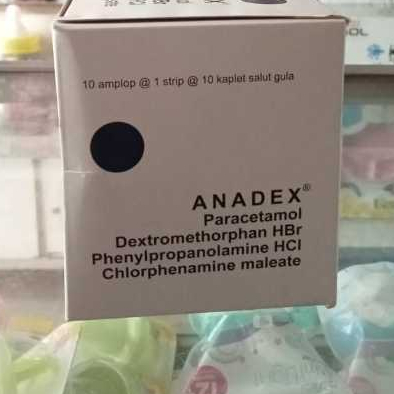 10 amplop @ 1 strip @ 10 kaplet salut gula
ANADEX®
Paracetamol
Dextromethorphan HBr
Phenylpropanolamine HCl
Chlorphenamine maleate